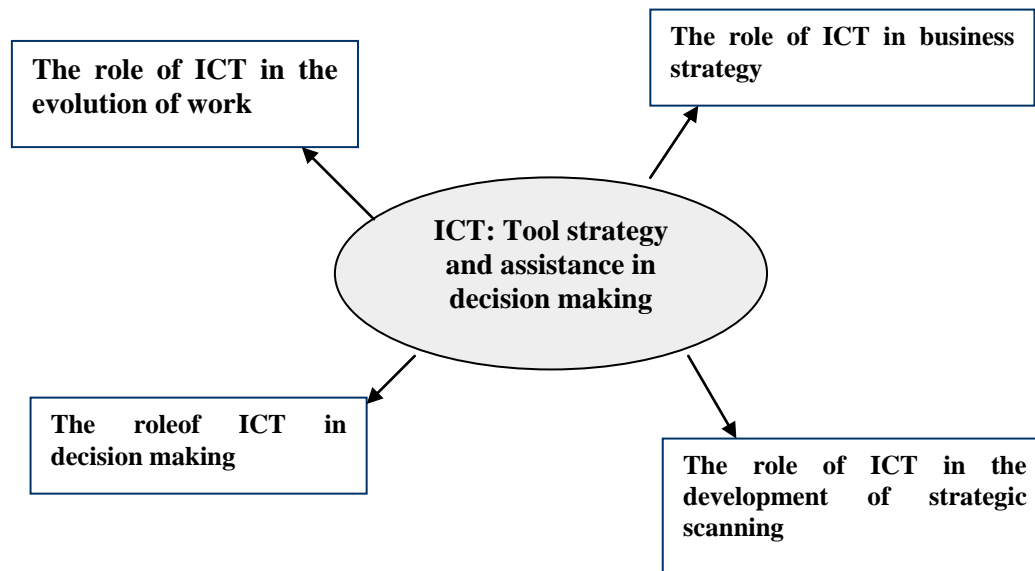 The role of ICT in the
evolution of work
The role of ICT in business
strategy
ICT: Tool strategy
and assistance in
decision making
The roleof ICT in
decision making
The role of ICT in the
development of strategic
scanning